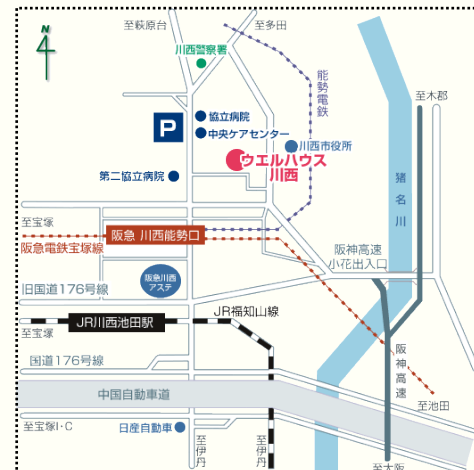 至萩原台
至多田
N
川西警察署
能勢電鉄
至木部
P
協立病院
中央ケアセンター
川西市役所
ウエルハウス
川西
第二協立病院
猪名川
至宝塚
阪急 川西能勢口
阪急電鉄宝塚線
阪神高速
小花出入口
阪急川西
アステ
旧国道176号線
JR福知山線
JR川西池田駅
至宝塚
阪神高速
国道176号線
中国自動車道
至池田
至宝塚I・C
日産自動車
至伊丹
至伊丹
至大阪